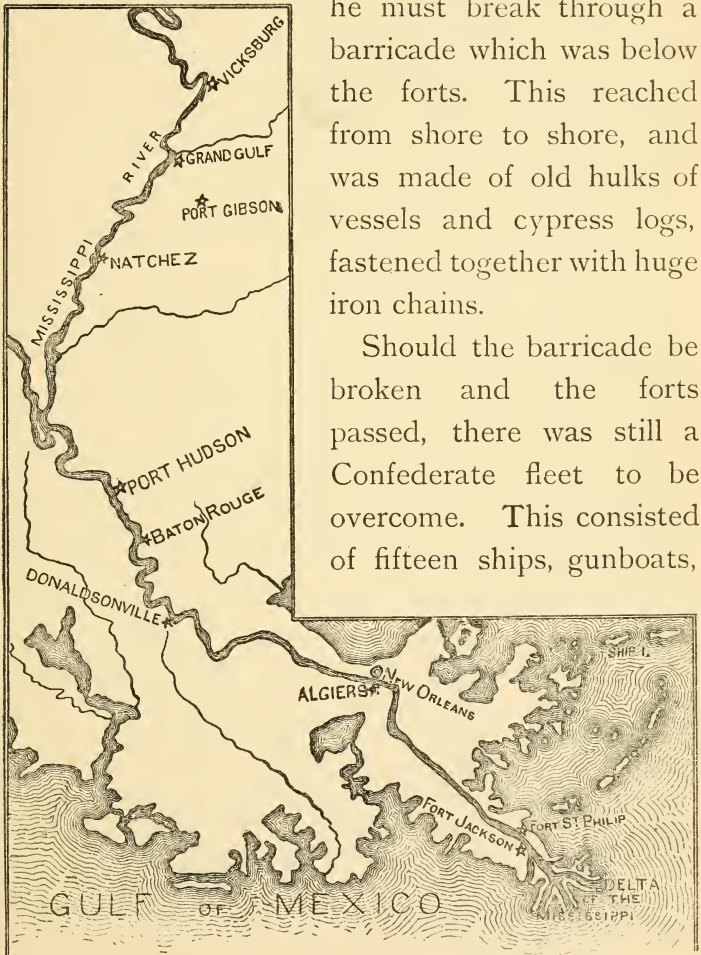 he must break through a
barricade which was below
the forts. This reached
from shore to shore, and
was made of old hulks of
vessels and cypress logs,
fastened together with huge
iron chains.
Should the barricade be
broken and the forts
passed, there was still a
Confederate fleet to be
overcome. This consisted
of fifteen ships, gunboats,
VICKSBURG
MISSISSIPPI RIVER
GRAND GULF
PORT GIBSON
NATCHEZ
PORT HUDSON
BATON ROUGE
DONALDSONVILLE
SHIP I.
NEW ORLEANS
ALGIERS
FORT JACKSON
FORT ST PHILIP
DELTA
OF THE
MISSISSIPPI
GULF OF MEXICO